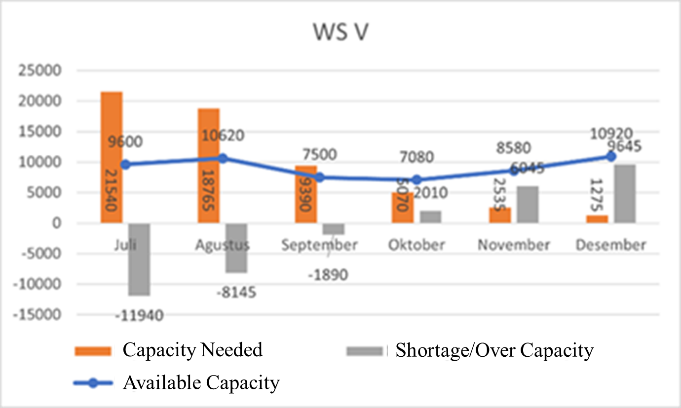 WS V
25000
20000
15000
10000
5000
0
-5000
-10000
-15000
21540
18765
9390
5070
2535
1275
9600
10620
7500
7080
8580
10920
-11940
-8145
-1890
2010
6045
9645
Juli
Agustus
September
Oktober
November
Desember
Capacity Needed
Shortage/Over Capacity
Available Capacity